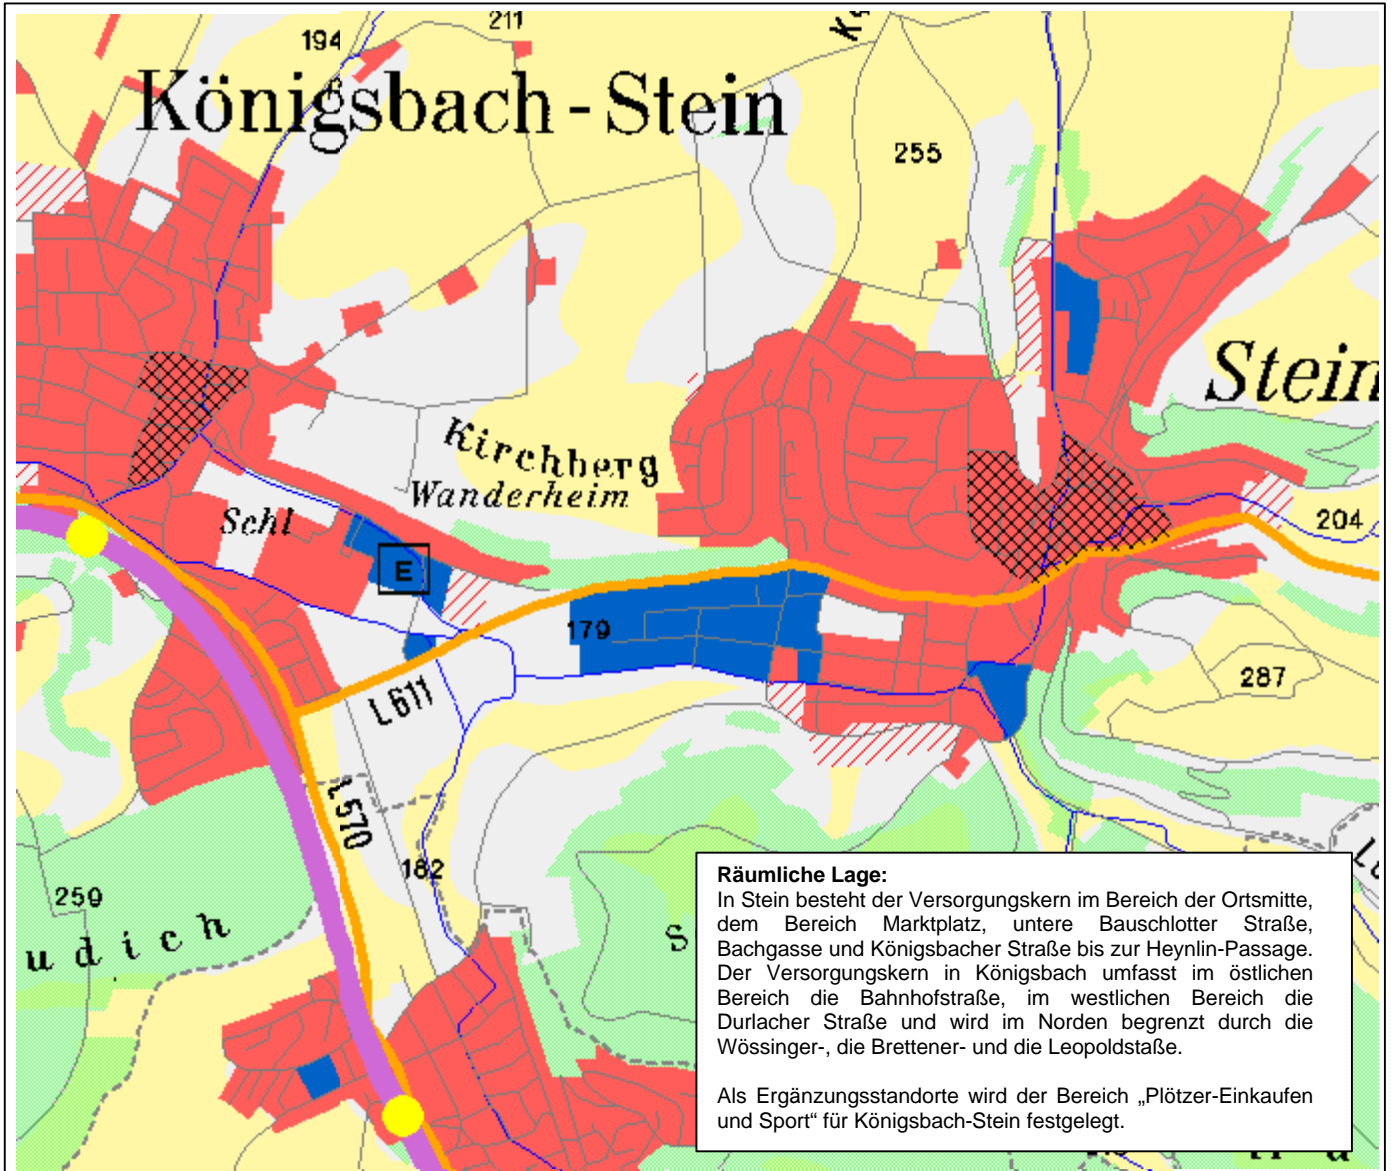 211
194
Königsbach - Stein
255
Stein
Kirchberg
Wanderheim
Schl
204
E
179
287
L 611
L 570
182
259
udich
S
Räumliche Lage:
In Stein besteht der Versorgungskern im Bereich der Ortsmitte,
dem Bereich Marktplatz, untere Bauschlotter Straße,
Bachgasse und Königsbacher Straße bis zur Heynlin-Passage.
Der Versorgungskern in Königsbach umfasst im östlichen
Bereich die Bahnhofstraße, im westlichen Bereich die
Durlacher Straße und wird im Norden begrenzt durch die
Wössinger-, die Brettener- und die Leopoldstaße.
Als Ergänzungsstandorte wird der Bereich „Plötzer-Einkaufen
und Sport“ für Königsbach-Stein festgelegt.